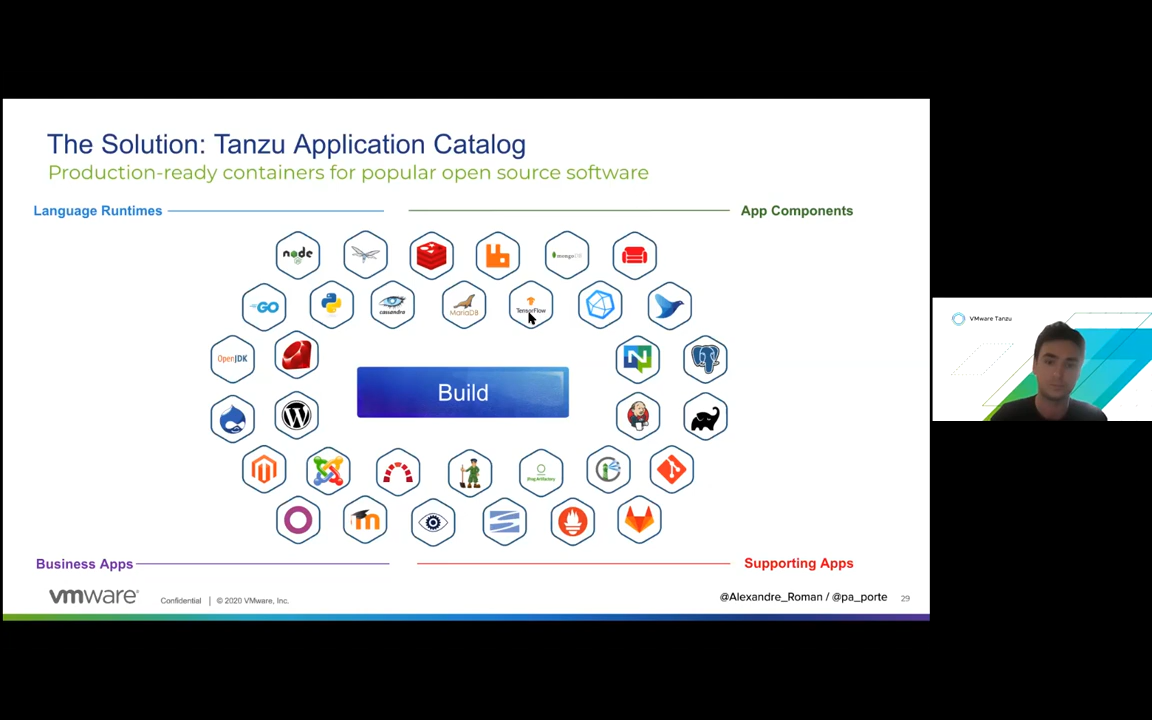 The Solution: Tanzu Application Catalog
Production-ready containers for popular open source software
Language Runtimes
App Components
node
mongoDB
GO
cassandra
MariaDB
TensorFlow
VMware Tanzu
OpenJDK
Build
JFrog Artifactory
Business Apps
Supporting Apps
vmware
Confidential | © 2020 VMware, Inc.
@Alexandre_Roman / @pa_porte
29